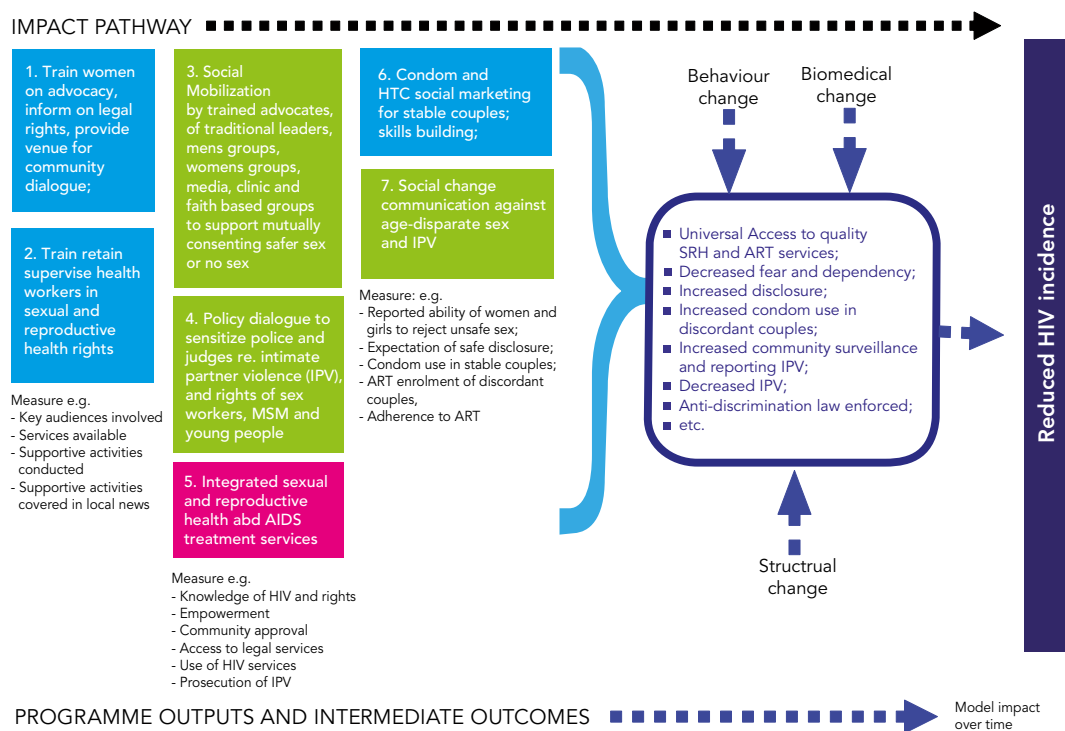 IMPACT PATHWAY
1. Train women
on advocacy,
inform on legal
rights, provide
venue for
community
dialogue;
2. Train retain
supervise health
workers in
sexual and
reproductive
health rights
Measure e.g.
- Key audiences involved
- Services available
- Supportive activities
conducted
- Supportive activities
covered in local news
3. Social
Mobilization
by trained advocates,
of traditional leaders,
mens groups,
womens groups,
media, clinic and
faith based groups
to support mutually
consenting safer sex
or no sex
4. Policy dialogue to
sensitize police and
judges re. intimate
partner violence (IPV),
and rights of sex
workers, MSM and
young people
5. Integrated sexual
and reproductive
health abd AIDS
treatment services
Measure e.g.
- Knowledge of HIV and rights
- Empowerment
- Community approval
- Access to legal services
- Use of HIV services
- Prosecution of IPV
6. Condom and
HTC social marketing
for stable couples;
skills building;
7. Social change
communication against
age-disparate sex
and IPV
Measure: e.g.
- Reported ability of women and
girls to reject unsafe sex;
- Expectation of safe disclosure;
- Condom use in stable couples;
- ART enrolment of discordant
couples,
- Adherence to ART
Behaviour
change
Biomedical
change
■ Universal Access to quality
SRH and ART services;
■ Decreased fear and dependency;
■ Increased disclosure;
■ Increased condom use in
discordant couples;
■ Increased community surveillance
and reporting IPV;
■ Decreased IPV;
■ Anti-discrimination law enforced;
■ etc.
Structrual
change
Reduced HIV incidence
PROGRAMME OUTPUTS AND INTERMEDIATE OUTCOMES
Model impact
over time